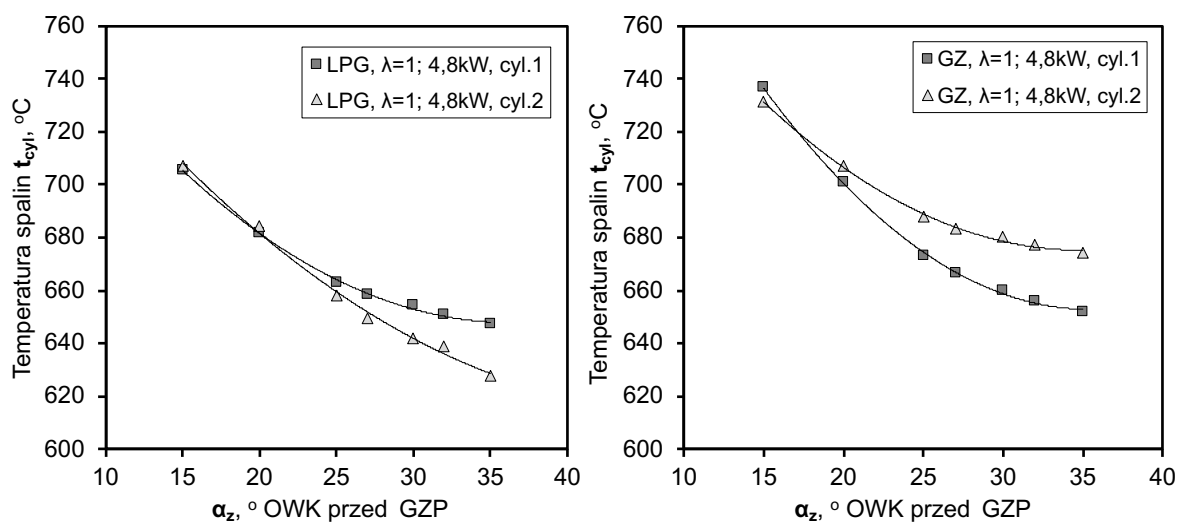 760
740
720
700
680
660
640
620
600
Temperatura spalin t_cyl, °C
LPG, λ=1; 4,8kW, cyl.1
LPG, λ=1; 4,8kW, cyl.2
10 15 20 25 30 35 40
α_z, ° OWK przed GZP
760
740
720
700
680
660
640
620
600
Temperatura spalin t_cyl, °C
GZ, λ=1; 4,8kW, cyl.1
GZ, λ=1; 4,8kW, cyl.2
10 15 20 25 30 35 40
α_z, ° OWK przed GZP